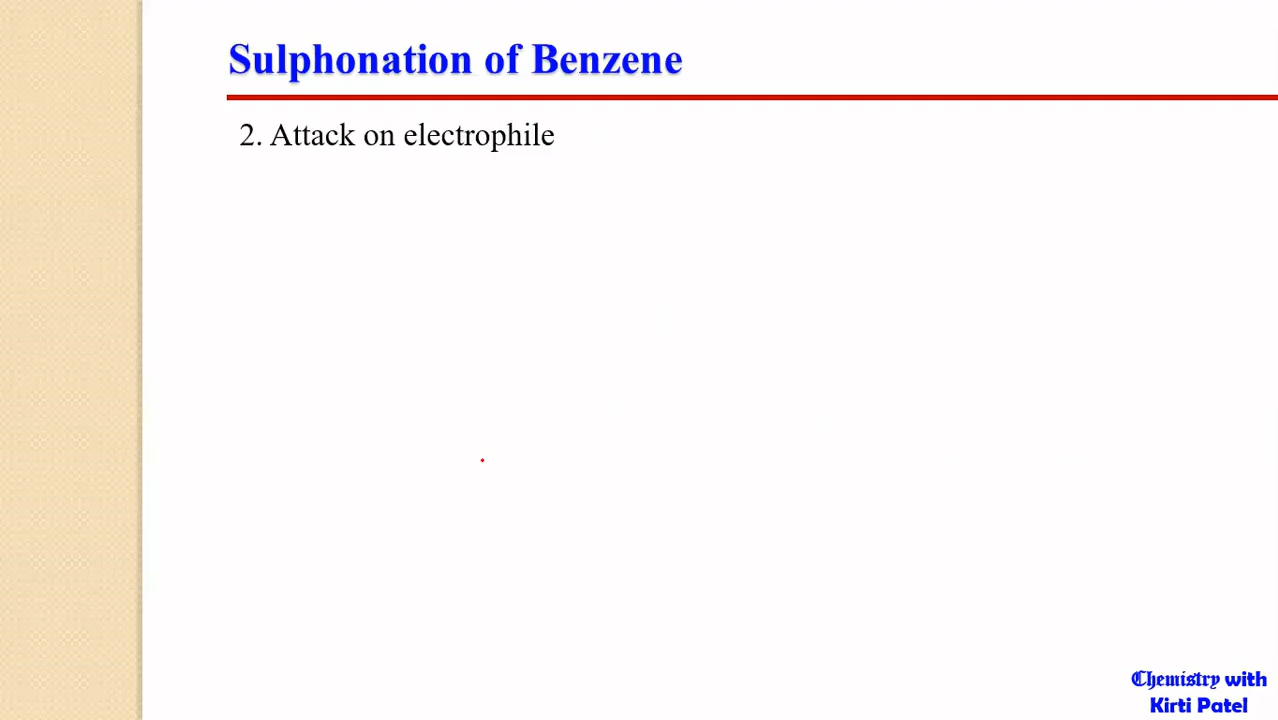 Sulphonation of Benzene
2. Attack on electrophile
Chemistry with
Kirti Patel